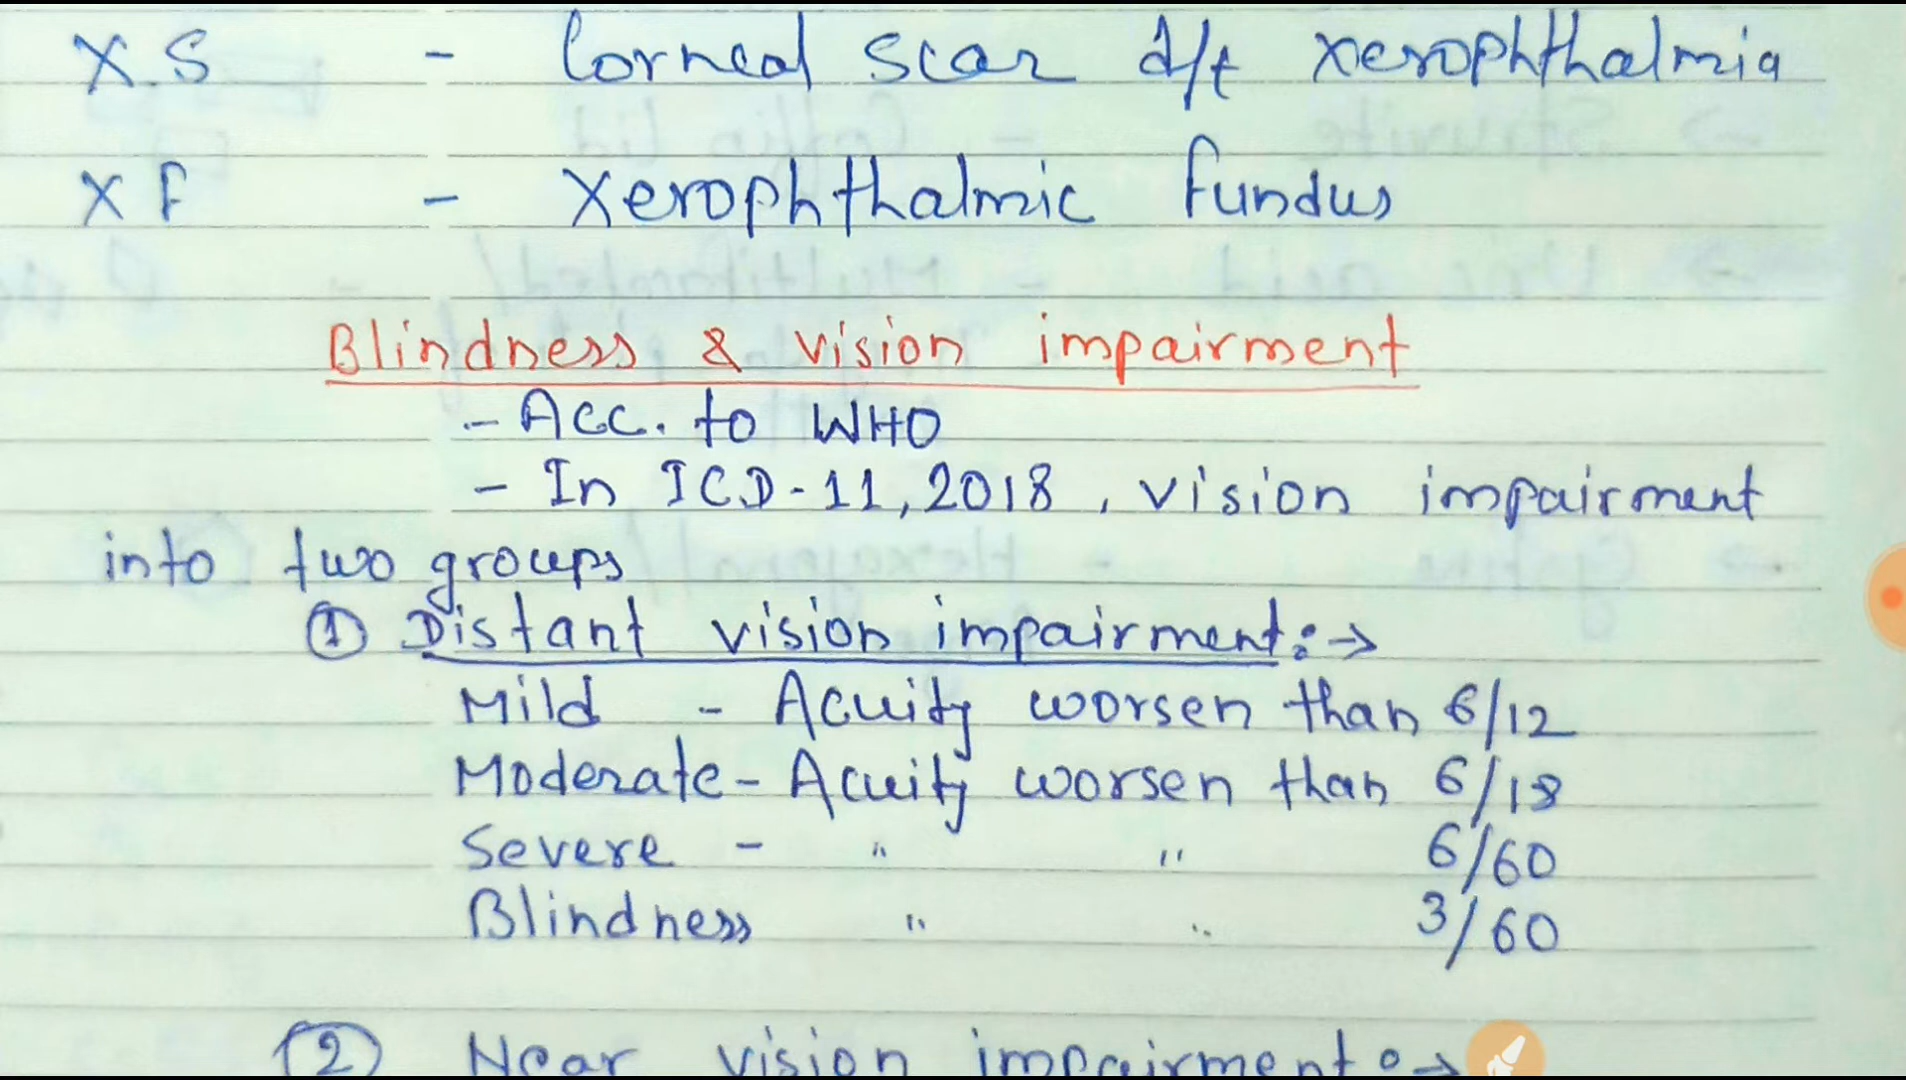 X.S - Corneal scar d/t xerophthalmia
XF - Xerophthalmic fundus
Blindness & vision impairment
- Acc. to WHO
- In ICD-11, 2018, vision impairment
into two groups
① Distant vision impairment:→
Mild - Acuity worsen than 6/12
Moderate - Acuity worsen than 6/18
Severe - " " 6/60
Blindness " " 3/60
② Near vision impairment:→